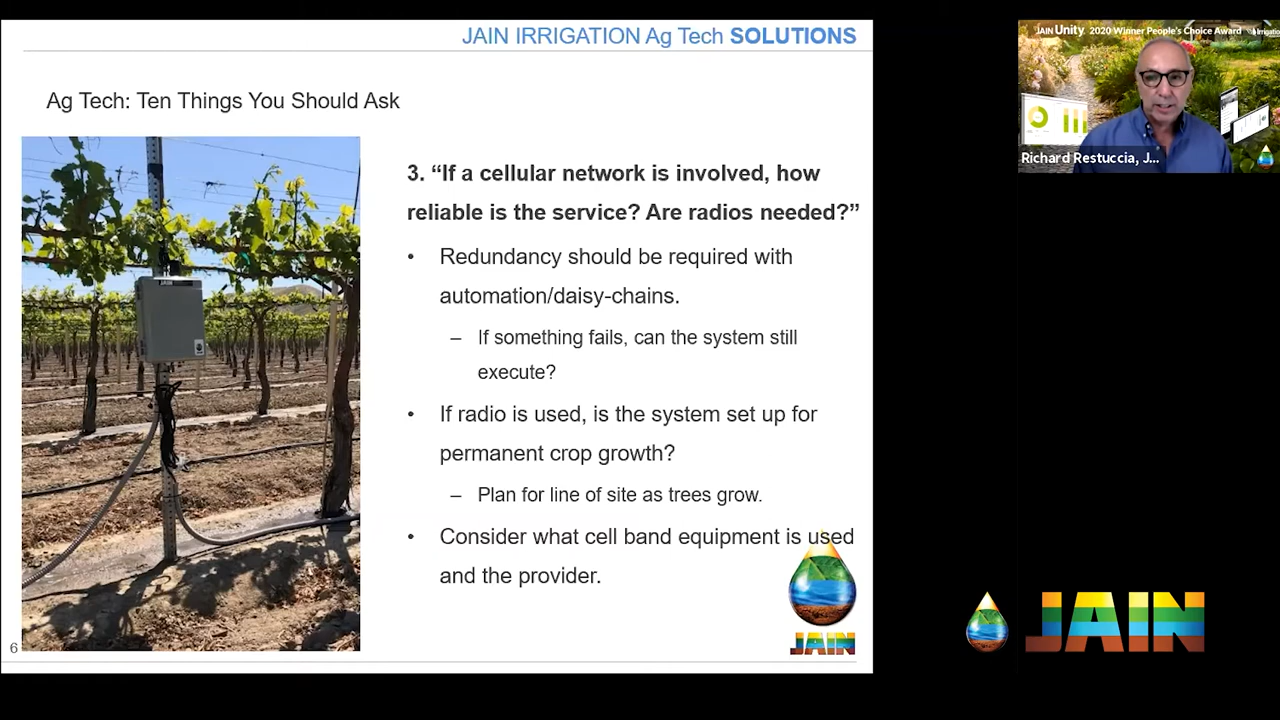 JAIN IRRIGATION Ag Tech SOLUTIONS
Ag Tech: Ten Things You Should Ask
JAIN
3. “If a cellular network is involved, how
reliable is the service? Are radios needed?”
• Redundancy should be required with
automation/daisy-chains.
– If something fails, can the system still
execute?
• If radio is used, is the system set up for
permanent crop growth?
– Plan for line of site as trees grow.
• Consider what cell band equipment is used
and the provider.
JAIN
6
JAIN Unity. 2020 Winner People's Choice Award
Richard Restuccia, J...
JAIN